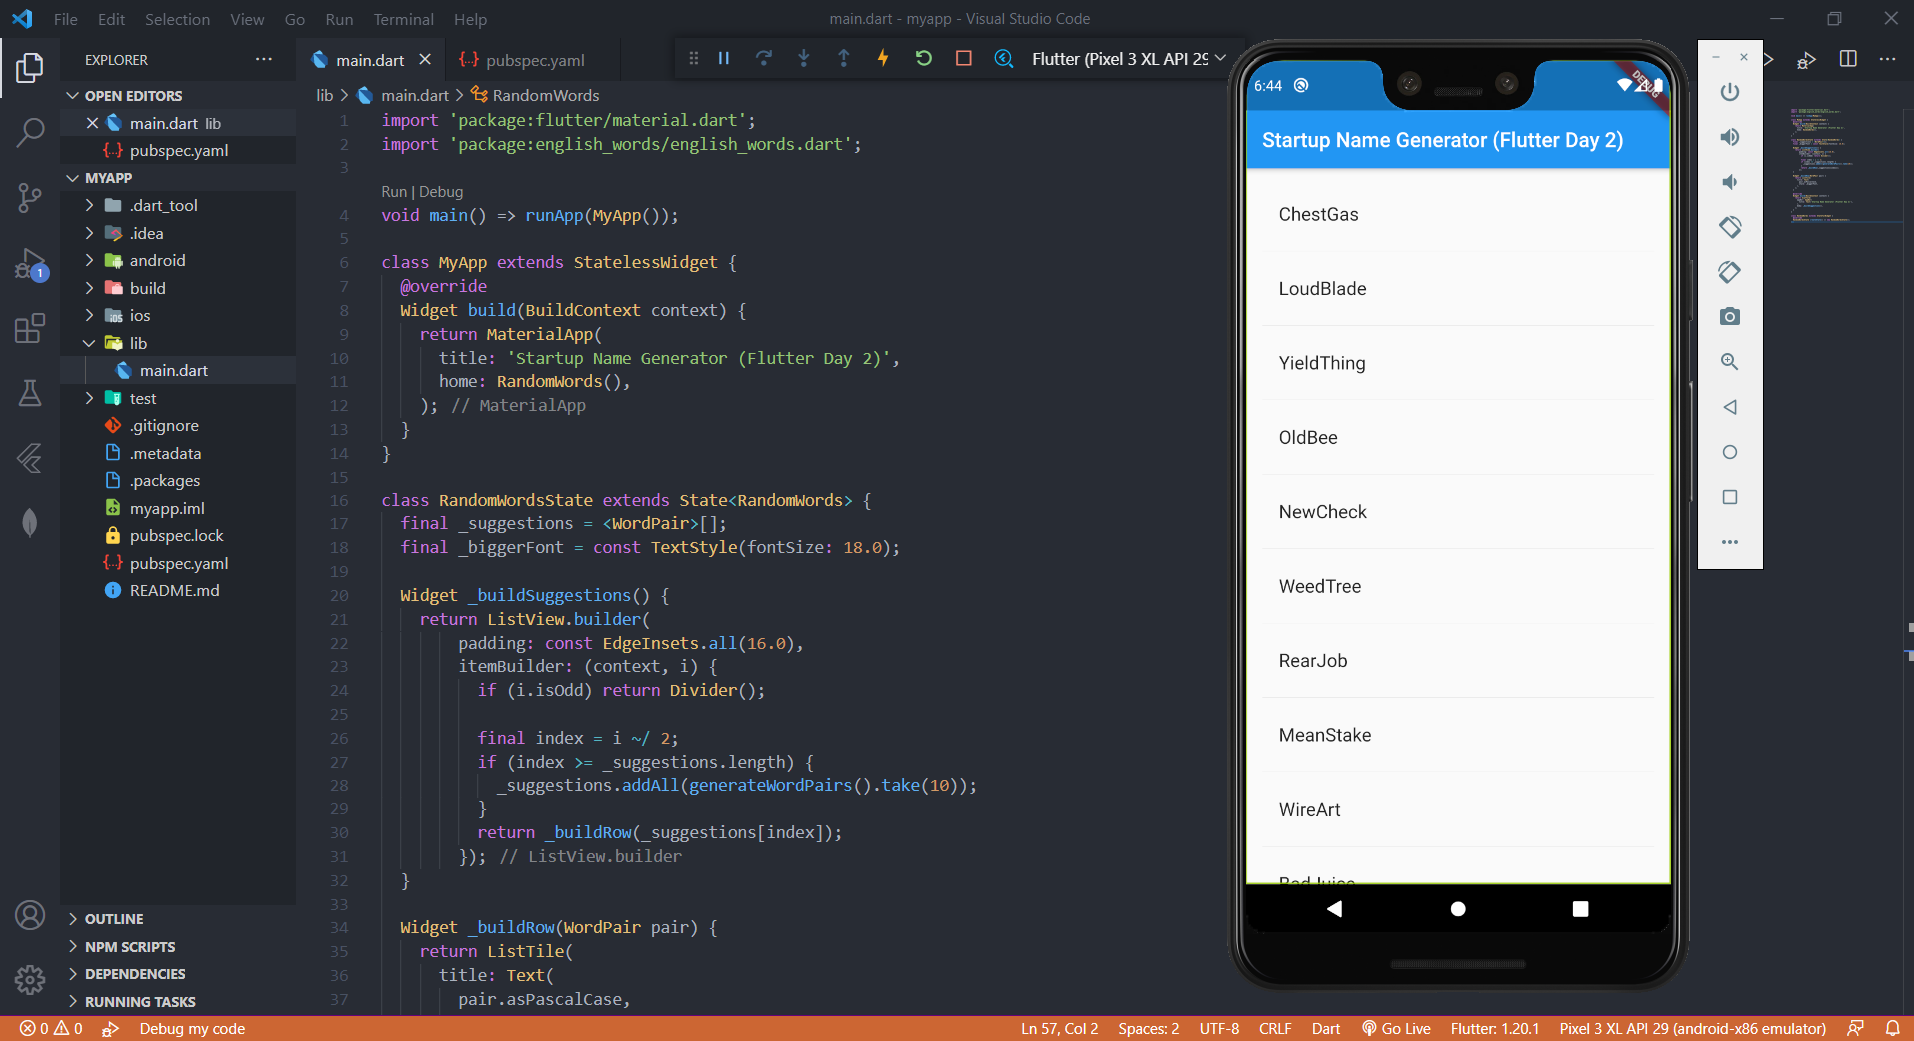 File Edit Selection View Go Run Terminal Help
main.dart - myapp - Visual Studio Code
EXPLORER
OPEN EDITORS
main.dart lib
pubspec.yaml
MYAPP
.dart_tool
.idea
android
build
ios
lib
main.dart
test
.gitignore
.metadata
.packages
myapp.iml
pubspec.lock
pubspec.yaml
README.md
OUTLINE
NPM SCRIPTS
DEPENDENCIES
RUNNING TASKS
1
main.dart
pubspec.yaml
Flutter (Pixel 3 XL API 29
lib > main.dart > RandomWords
1 import 'package:flutter/material.dart';
2 import 'package:english_words/english_words.dart';
3
Run | Debug
4 void main() => runApp(MyApp());
5
6 class MyApp extends StatelessWidget {
7 @override
8 Widget build(BuildContext context) {
9 return MaterialApp(
10 title: 'Startup Name Generator (Flutter Day 2)',
11 home: RandomWords(),
12 ); // MaterialApp
13 }
14 }
15
16 class RandomWordsState extends State<RandomWords> {
17 final _suggestions = <WordPair>[];
18 final _biggerFont = const TextStyle(fontSize: 18.0);
19
20 Widget _buildSuggestions() {
21 return ListView.builder(
22 padding: const EdgeInsets.all(16.0),
23 itemBuilder: (context, i) {
24 if (i.isOdd) return Divider();
25
26 final index = i ~/ 2;
27 if (index >= _suggestions.length) {
28 _suggestions.addAll(generateWordPairs().take(10));
29 }
30 return _buildRow(_suggestions[index]);
31 }); // ListView.builder
32 }
33
34 Widget _buildRow(WordPair pair) {
35 return ListTile(
36 title: Text(
37 pair.asPascalCase,
6:44
DEBUG
Startup Name Generator (Flutter Day 2)
ChestGas
LoudBlade
YieldThing
OldBee
NewCheck
WeedTree
RearJob
MeanStake
WireArt
0 0 Debug my code
Ln 57, Col 2 Spaces: 2 UTF-8 CRLF Dart Go Live Flutter: 1.20.1 Pixel 3 XL API 29 (android-x86 emulator)